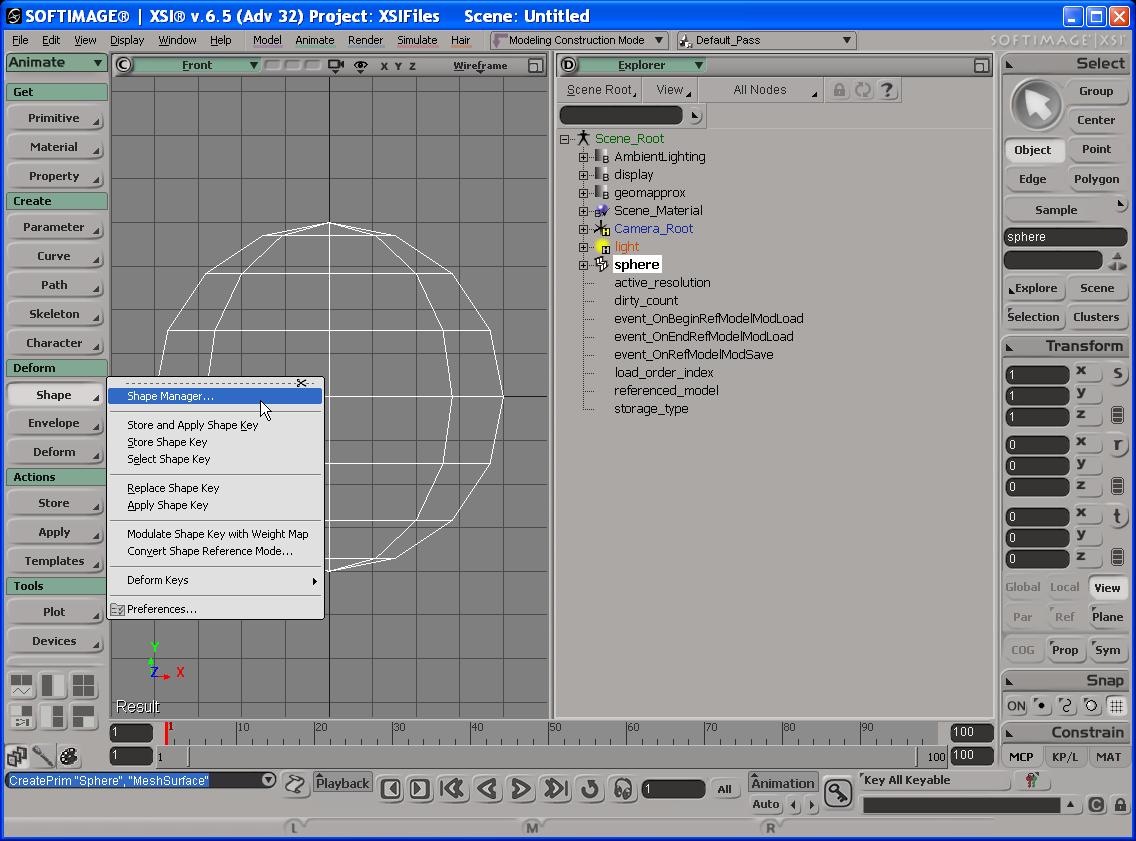 SOFTIMAGE® | XSI® v.6.5 (Adv 32) Project: XSIFiles Scene: Untitled
File Edit View Display Window Help Model Animate Render Simulate Hair Modeling Construction Mode Default_Pass SOFTIMAGE|XSI
Animate
C Front X Y Z Wireframe
D Explorer
Select
Get
Primitive
Material
Property
Create
Parameter
Curve
Path
Skeleton
Character
Deform
Shape
Envelope
Deform
Actions
Store
Apply
Templates
Tools
Plot
Devices
Shape Manager...
Store and Apply Shape Key
Store Shape Key
Select Shape Key
Replace Shape Key
Apply Shape Key
Modulate Shape Key with Weight Map
Convert Shape Reference Mode...
Deform Keys
Preferences...
Y
Z X
Result
Scene Root View All Nodes ?
Scene_Root
AmbientLighting
display
geomapprox
Scene_Material
Camera_Root
light
sphere
active_resolution
dirty_count
event_OnBeginRefModelModLoad
event_OnEndRefModelModLoad
event_OnRefModelModSave
load_order_index
referenced_model
storage_type
Group
Center
Object Point
Edge Polygon
Sample
sphere
Explore Scene
Selection Clusters
Transform
1 x s
1 y
1 z
0 x r
0 y
0 z
0 x t
0 y
0 z
Global Local View
Par Ref Plane
COG Prop Sym
Snap
ON
Constrain
MCP KP/L MAT
1 1 10 20 30 40 50 60 70 80 90 100
1 1 100 100
CreatePrim "Sphere", "MeshSurface" Playback 1 All Animation Key All Keyable
Auto
L M R